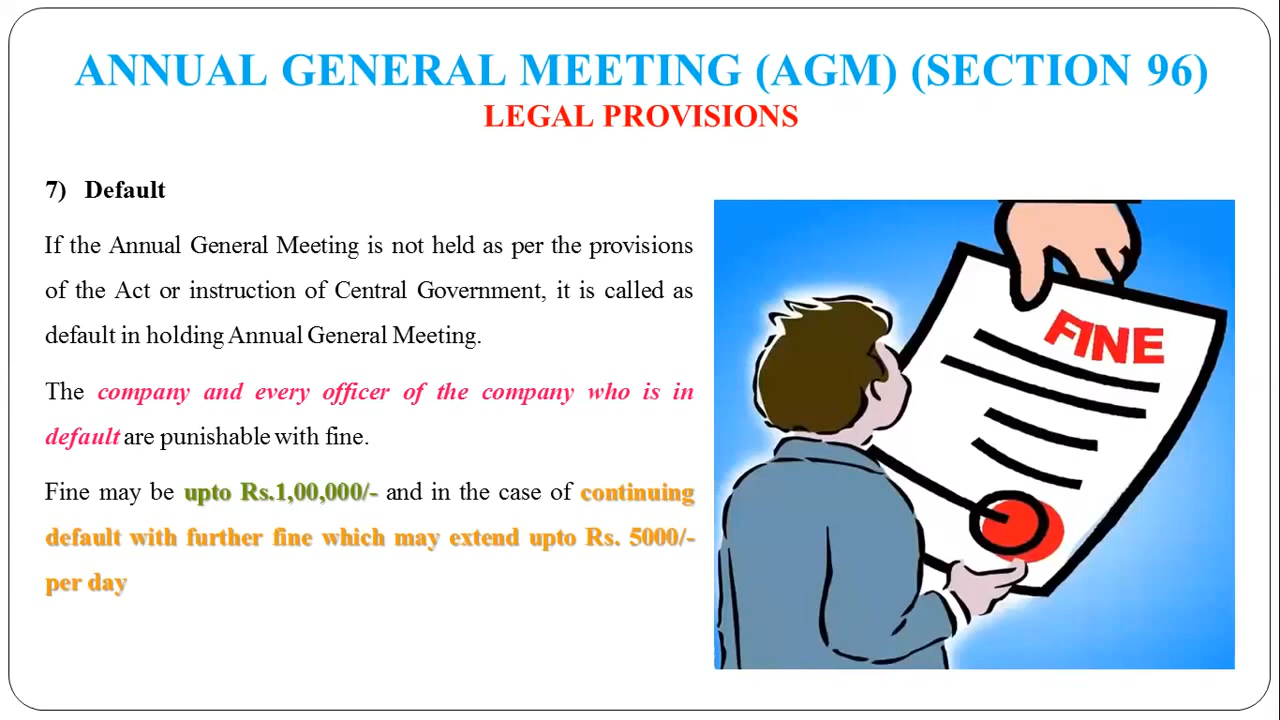 ANNUAL GENERAL MEETING (AGM) (SECTION 96)
LEGAL PROVISIONS
7) Default
If the Annual General Meeting is not held as per the provisions
of the Act or instruction of Central Government, it is called as
default in holding Annual General Meeting.
The company and every officer of the company who is in
default are punishable with fine.
Fine may be upto Rs.1,00,000/- and in the case of continuing
default with further fine which may extend upto Rs. 5000/-
per day
FINE